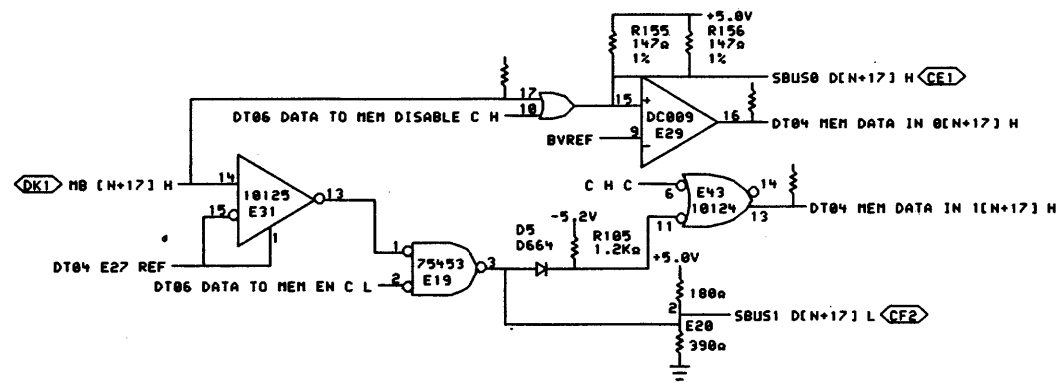 +5.0V
R155
147Ω
1%
R156
147Ω
1%
SBUS0 D[N+17] H
CE1
17
10
DT06 DATA TO MEM DISABLE C H
15
+
DC009
E29
16
DT04 MEM DATA IN 0[N+17] H
BVREF
9
-
DK1
MB [N+17] H
14
10125
E31
13
15
1
DT04 E27 REF
C H C
6
E43
10124
14
13
DT04 MEM DATA IN 1[N+17] H
11
-5.2V
R105
1.2KΩ
D5
D664
1
75453
E19
3
2
DT06 DATA TO MEM EN C L
+5.0V
180Ω
2
SBUS1 D[N+17] L
CF2
E20
390Ω